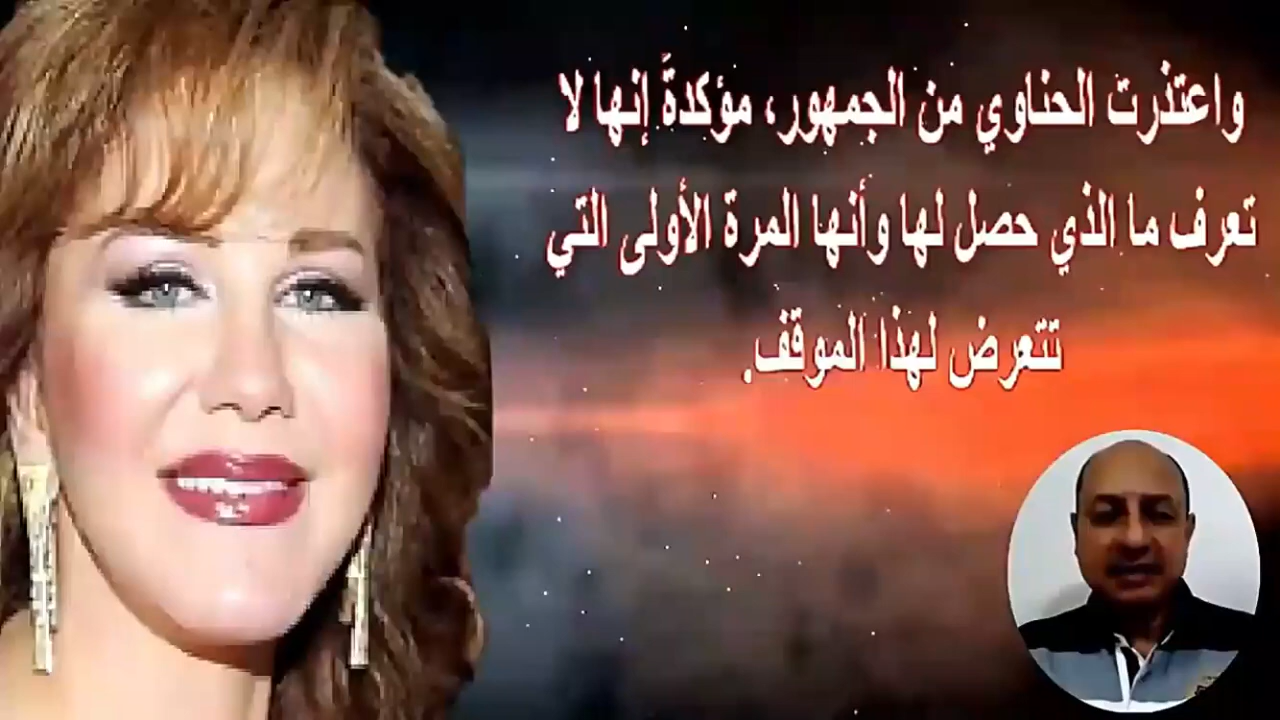 واعتذرت الحناوي من الجمهور، مؤكدةً إنها لا
تعرف ما الذي حصل لها وأنها المرة الأولى التي
تتعرض لهذا الموقف.